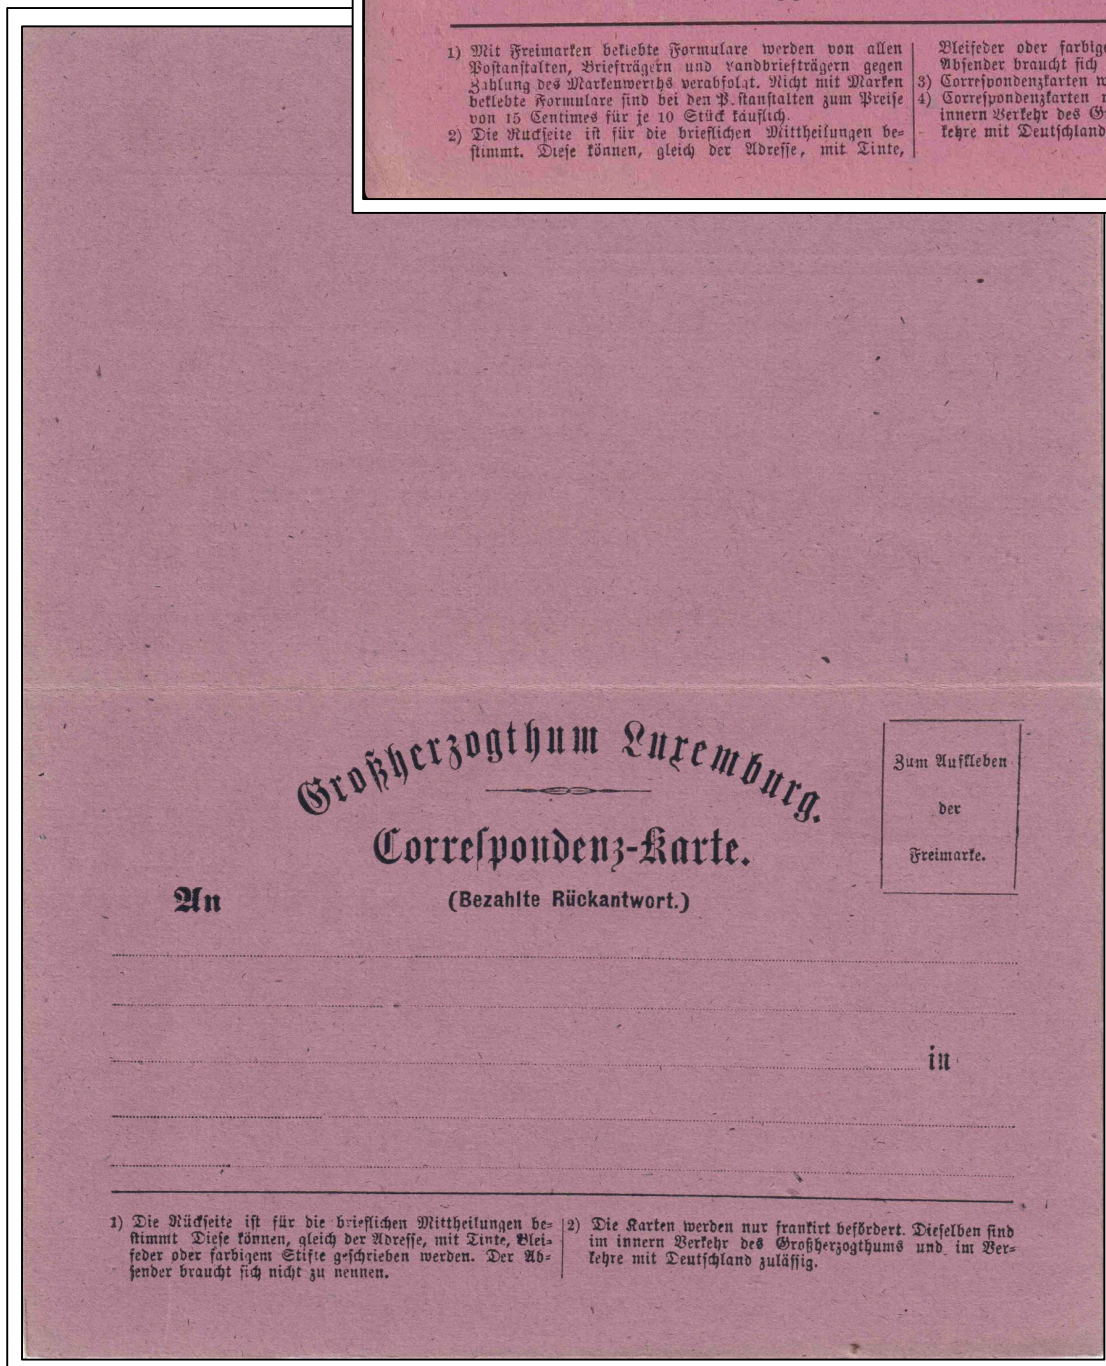 1) Mit Freimarken beklebte Formulare werden von allen
Postanstalten, Briefträgern und Landbriefträgern gegen
Zahlung des Markenwerths verabfolgt. Nicht mit Marken
beklebte Formulare sind bei den P.stanstalten zum Preise
von 15 Centimes für je 10 Stück käuflich.
2) Die Rückseite ist für die brieflichen Mittheilungen be-
stimmt. Diese können, gleich der Adresse, mit Tinte,
Bleifeder oder farbige
Absender braucht sich
3) Correspondenzkarten
4) Correspondenzkarten
innern Verkehr des
kehre mit Deutschland
Großherzogthum Luxemburg.
Correspondenz-Karte.
(Bezahlte Rückantwort.)
Zum Aufkleben
der
Freimarke.
An
in
1) Die Rückseite ist für die brieflichen Mittheilungen be-
stimmt Diese können, gleich der Adresse, mit Tinte, Blei-
feder oder farbigem Stifte geschrieben werden. Der Ab-
sender braucht sich nicht zu nennen.
2) Die Karten werden nur frankirt befördert. Dieselben sind
im innern Verkehr des Großherzogthums und im Ver-
kehre mit Deutschland zulässig.